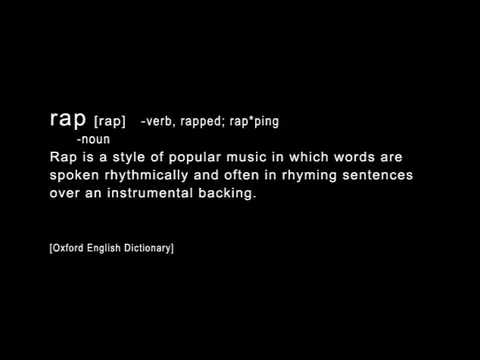 rap [rap] -verb, rapped; rap*ping
-noun
Rap is a style of popular music in which words are
spoken rhythmically and often in rhyming sentences
over an instrumental backing.
[Oxford English Dictionary]